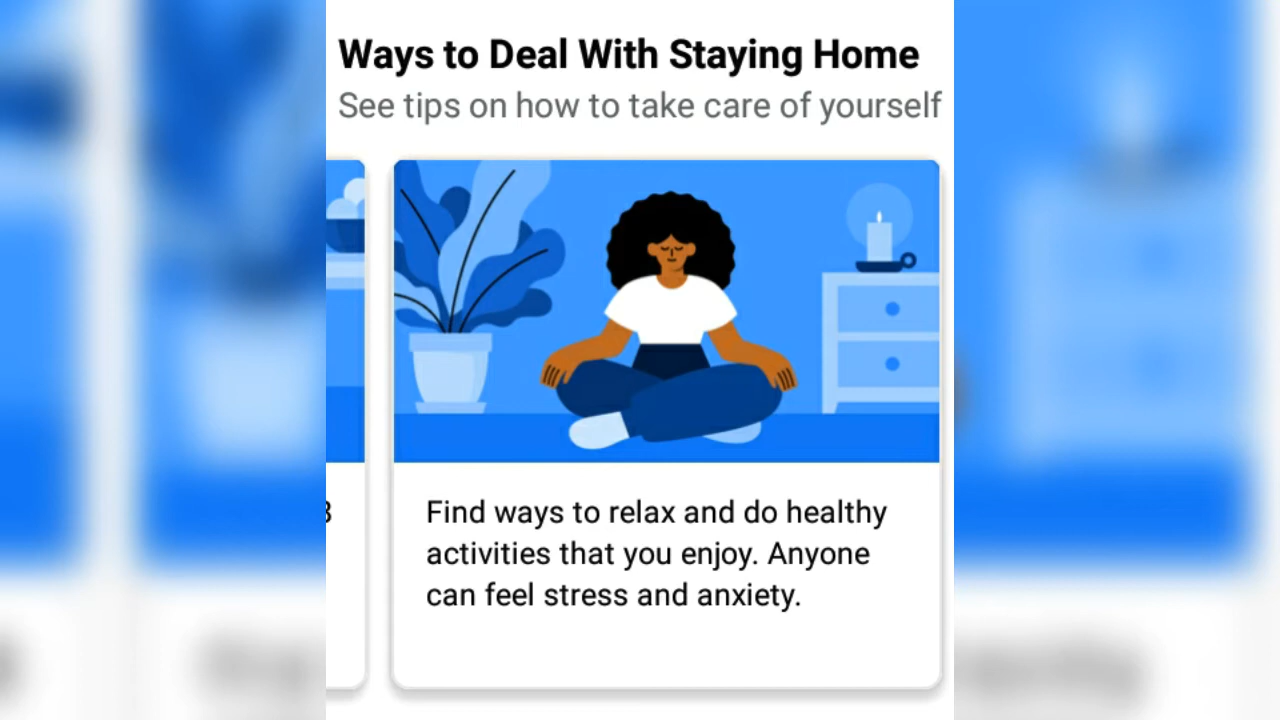 Ways to Deal With Staying Home
See tips on how to take care of yourself
Find ways to relax and do healthy
activities that you enjoy. Anyone
can feel stress and anxiety.